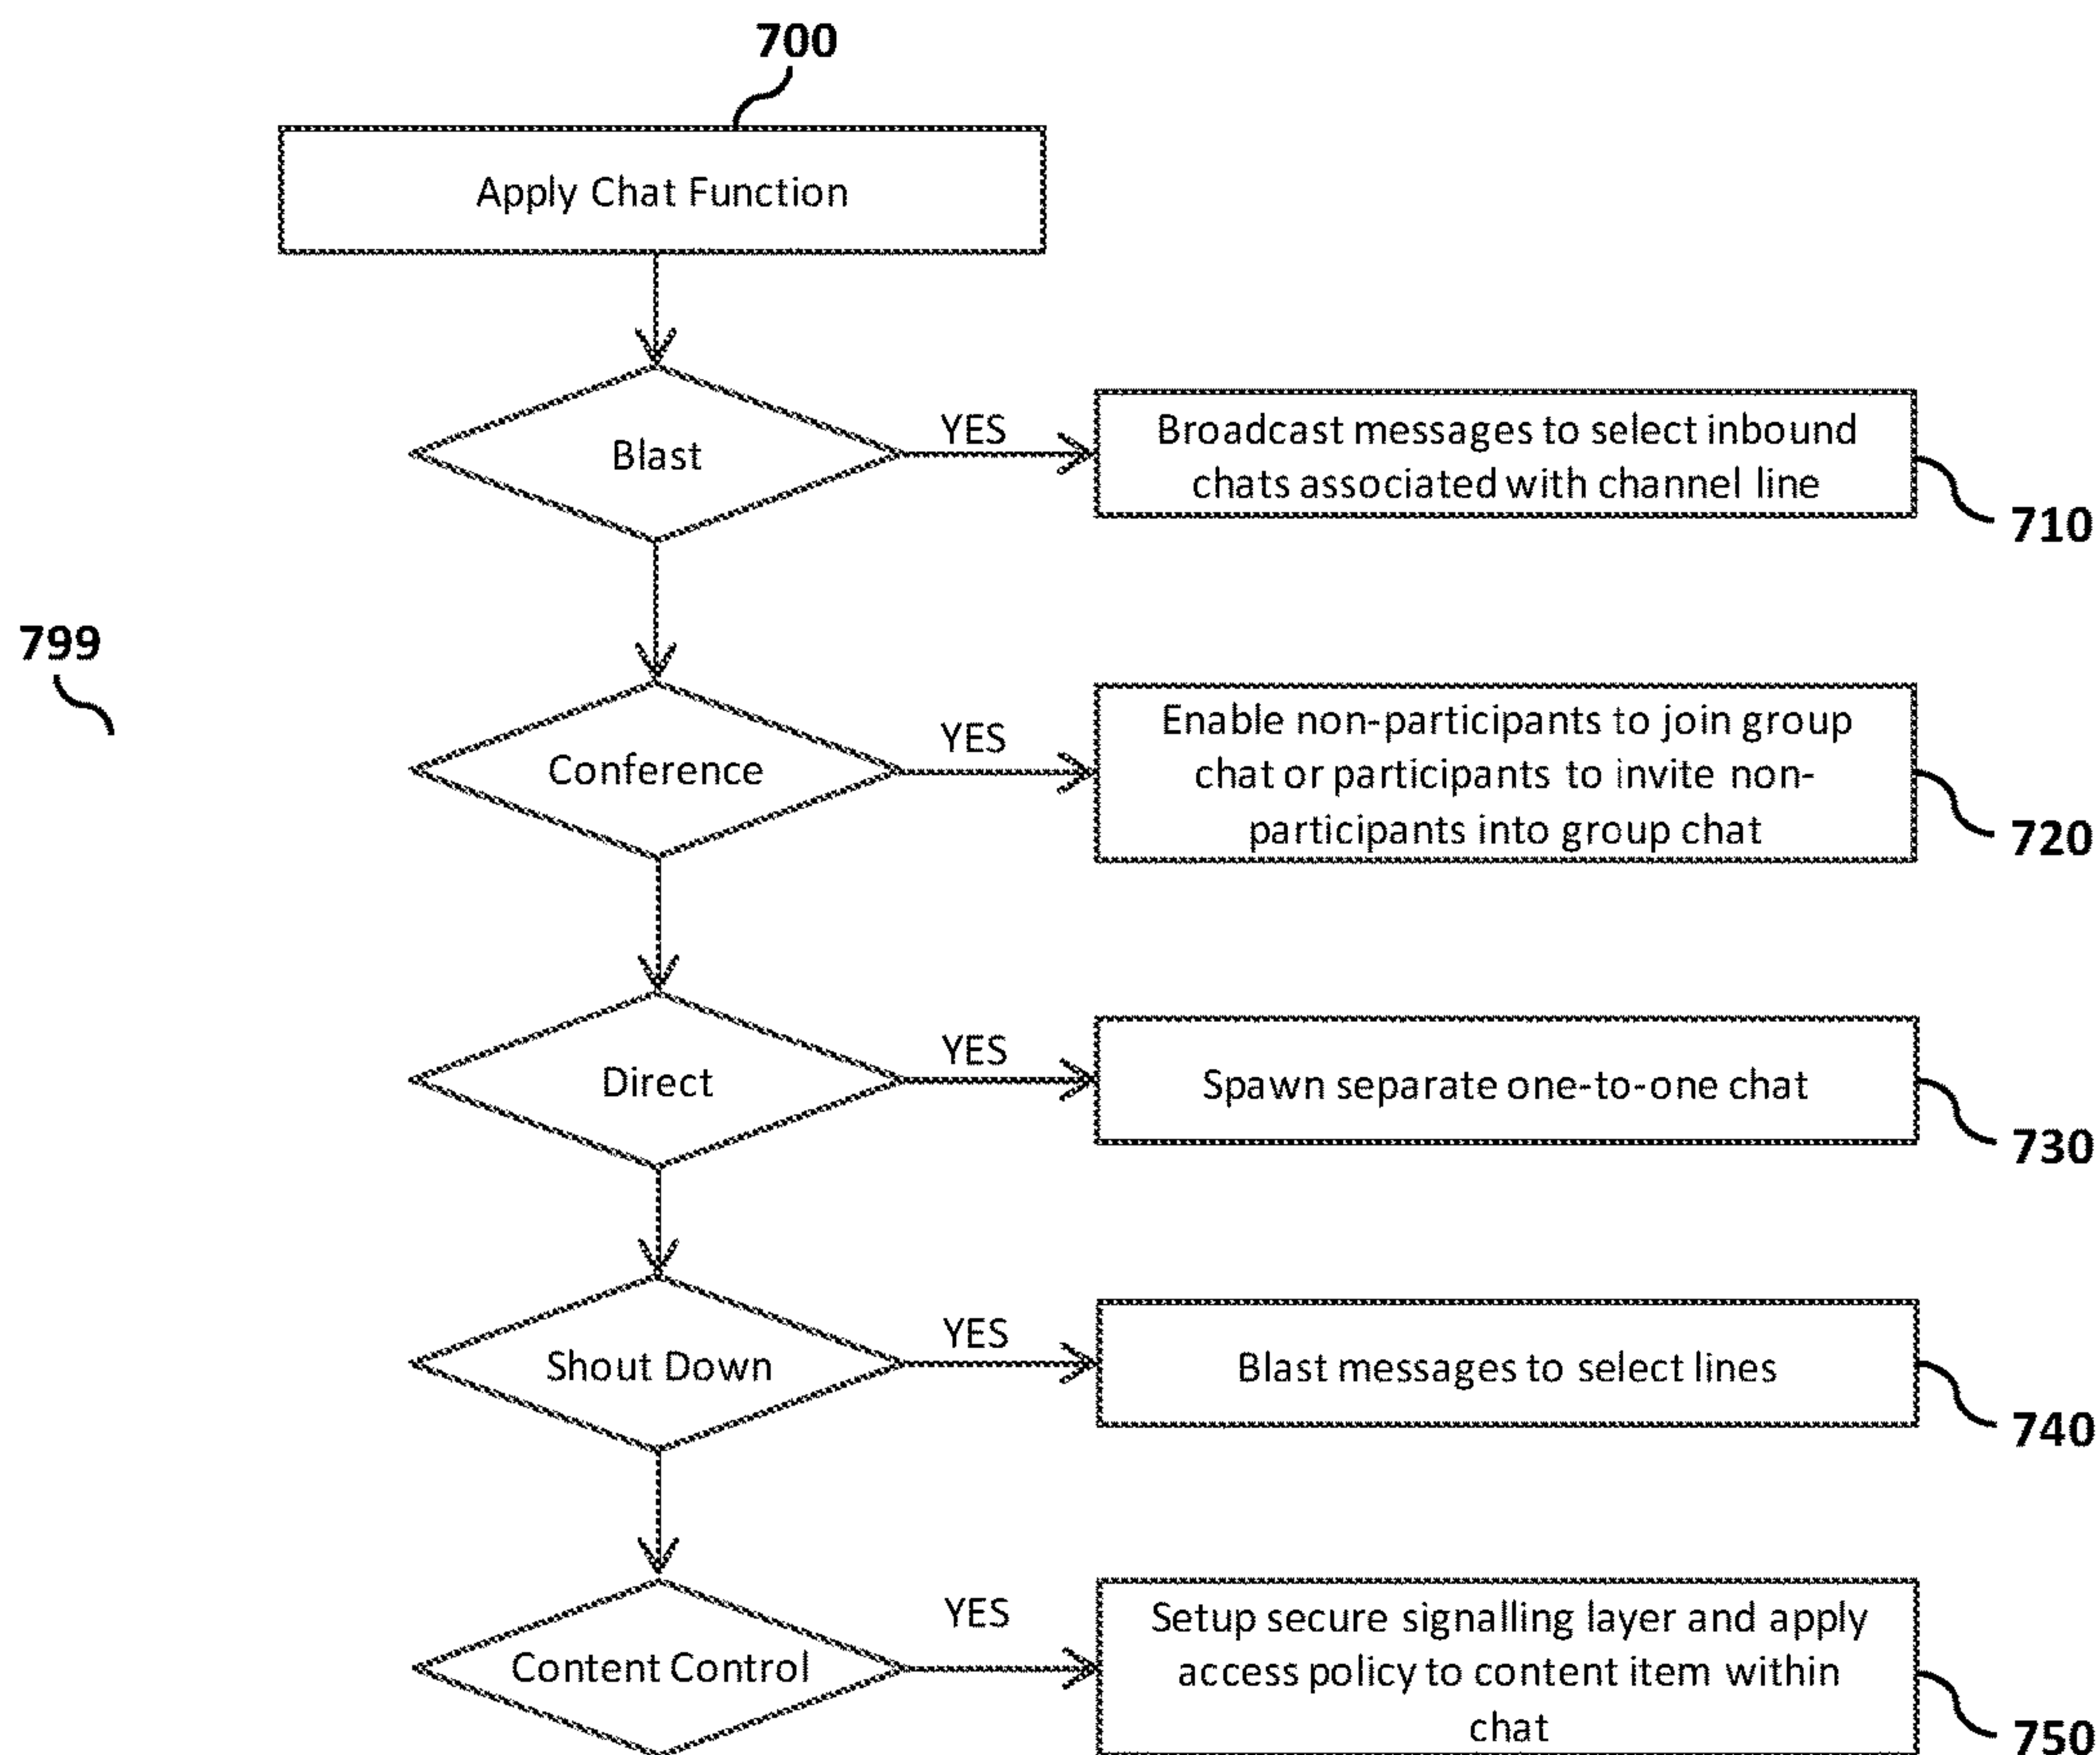 700
Apply Chat Function
Blast
YES
Broadcast messages to select inbound
chats associated with channel line
710
799
Conference
YES
Enable non-participants to join group
chat or participants to invite non-
participants into group chat
720
Direct
YES
Spawn separate one-to-one chat
730
Shout Down
YES
Blast messages to select lines
740
Content Control
YES
Setup secure signalling layer and apply
access policy to content item within
chat
750